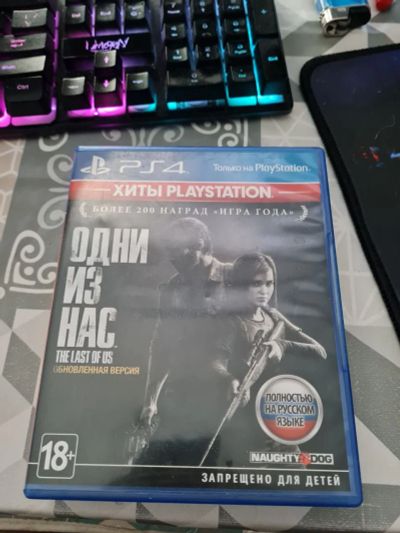 Ctrl
PS4
Только на PlayStation
ХИТЫ PLAYSTATION
БОЛЕЕ 200 НАГРАД «ИГРА ГОДА»
ОДНИ
ИЗ
НАС
THE LAST OF US
ОБНОВЛЕННАЯ ВЕРСИЯ
ПОЛНОСТЬЮ
НА РУССКОМ
ЯЗЫКЕ
18+
NAUGHTY DOG
ЗАПРЕЩЕНО ДЛЯ ДЕТЕЙ